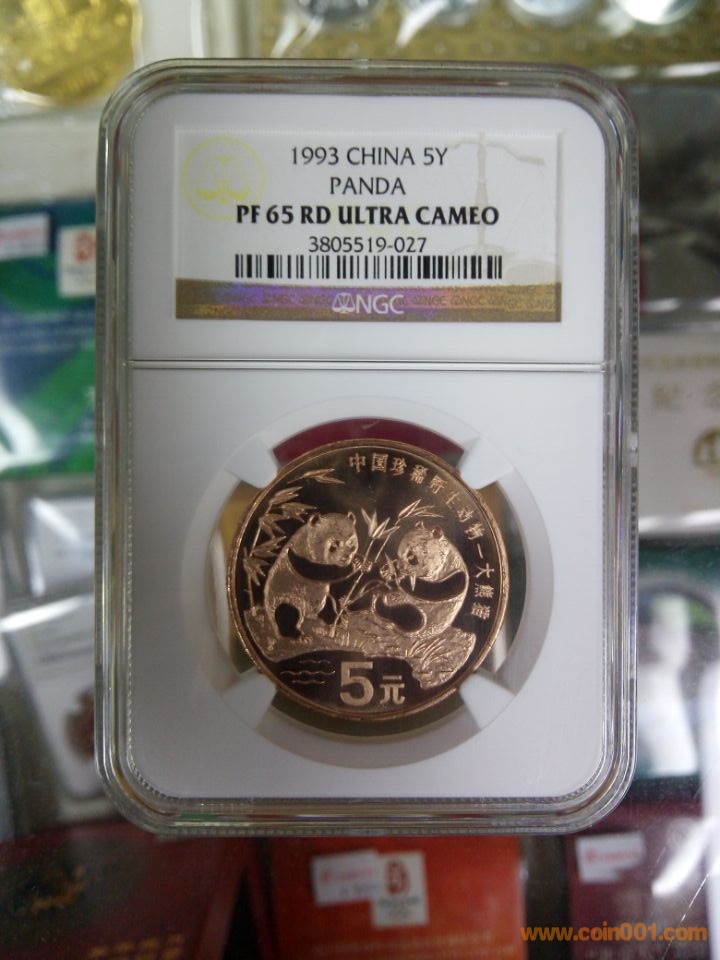 1993 CHINA 5Y
PANDA
PF 65 RD ULTRA CAMEO
3805519-027
NGC
中国珍稀野生动物—大熊猫
5元
www.coin001.com